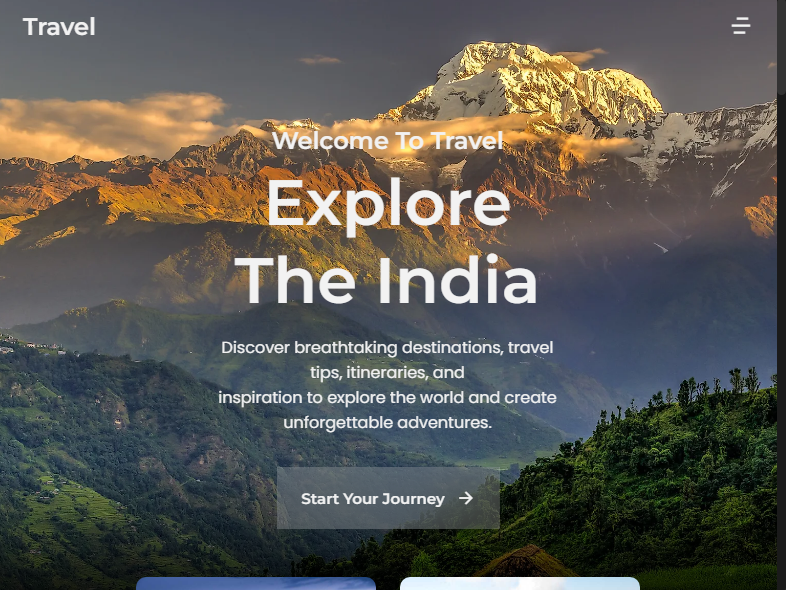 Travel
Welcome To Travel
Explore
The India
Discover breathtaking destinations, travel
tips, itineraries, and
inspiration to explore the world and create
unforgettable adventures.
Start Your Journey